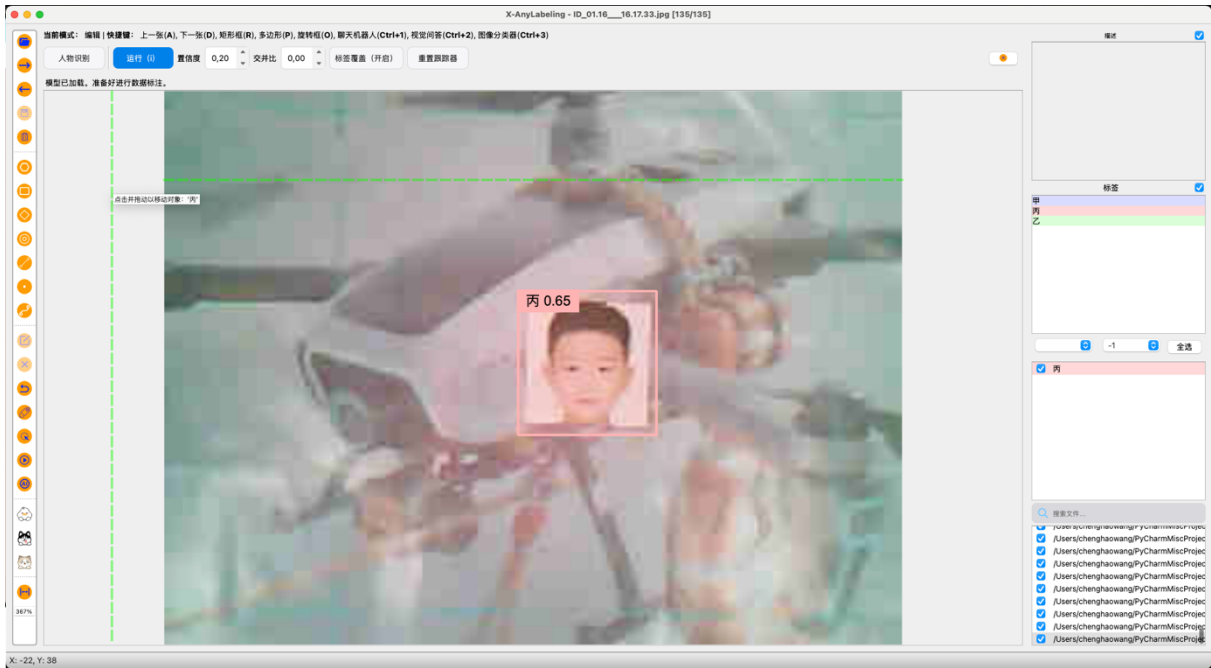 X-AnyLabeling - ID_01.16___16.17.33.jpg [135/135]
当前模式: 编辑 | 快捷键: 上一张(A), 下一张(D), 矩形框(R), 多边形(P), 旋转框(O), 聊天机器人(Ctrl+1), 视觉问答(Ctrl+2), 图像分类器(Ctrl+3)
人物识别 运行 (i) 置信度 0,20 交并比 0,00 标签覆盖 (开启) 重置跟踪器
模型已加载。准备好进行数据标注。
描述
点击并拖动以移动对象: '丙'
标签
甲
丙
乙
丙 0.65
-1 全选
丙
搜索文件...
/Users/chenghaowang/PyCharmMiscProjec
/Users/chenghaowang/PyCharmMiscProjec
/Users/chenghaowang/PyCharmMiscProjec
/Users/chenghaowang/PyCharmMiscProjec
/Users/chenghaowang/PyCharmMiscProjec
/Users/chenghaowang/PyCharmMiscProjec
/Users/chenghaowang/PyCharmMiscProjec
/Users/chenghaowang/PyCharmMiscProjec
/Users/chenghaowang/PyCharmMiscProjec
/Users/chenghaowang/PyCharmMiscProjec
AI
367%
X: -22, Y: 38